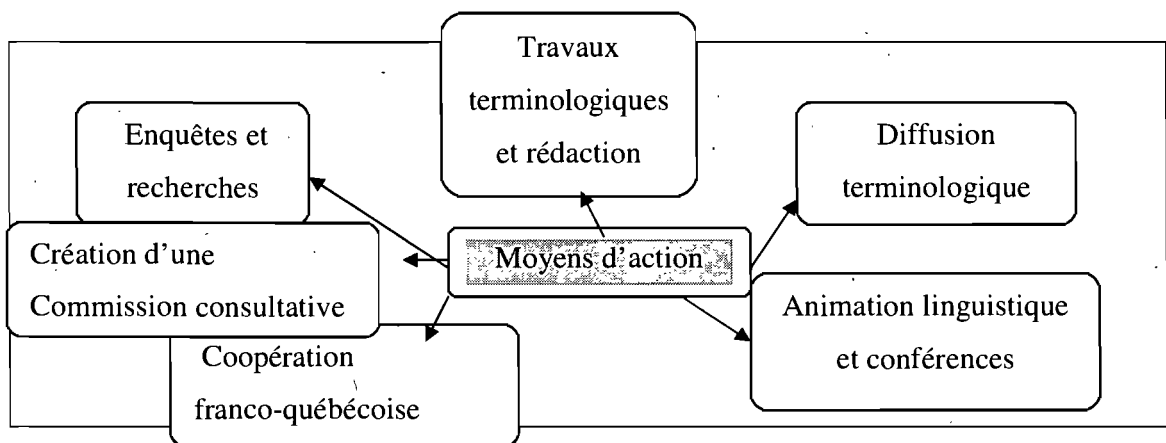 Travaux
terminologiques
et rédaction
Enquêtes et
recherches
Diffusion
terminologique
Création d'une
Commission consultative
Moyens d'action
Animation linguistique
et conférences
Coopération
franco-québécoise